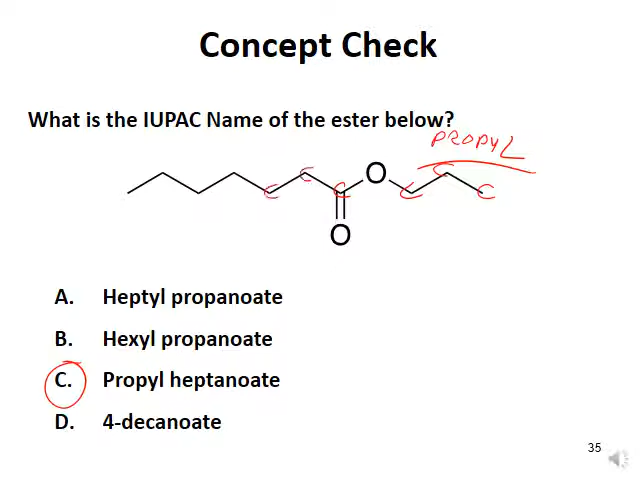 Concept Check
What is the IUPAC Name of the ester below?
PROPYL
C C C O C C C
O
A. Heptyl propanoate
B. Hexyl propanoate
C. Propyl heptanoate
D. 4-decanoate
35